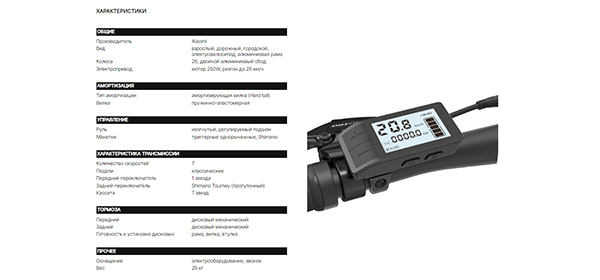 ХАРАКТЕРИСТИКИ
ОБЩИЕ
Производитель Xiaomi
Вид взрослый, дорожный, городской,
электровелосипед, алюминиевая рама
Колеса 26, двойной алюминиевый обод
Электропривод мотор 250W, разгон до 25 км/ч
АМОРТИЗАЦИЯ
Тип амортизации амортизирующая вилка (Hard tail)
Вилка пружинно-эластомерная
УПРАВЛЕНИЕ
Руль изогнутый, регулируемый подъем
Манетки триггерные однорычажные, Shimano
ХАРАКТЕРИСТИКА ТРАНСМИССИИ
Количество скоростей 7
Педали классические
Передний переключатель 1 звезда
Задний переключатель Shimano Tourney (прогулочный)
Кассета 7 звезд
ТОРМОЗА
Передний дисковый механический
Задний дисковый механический
Готовность к установке дисковых рама, вилка, втулка
ПРОЧЕЕ
Оснащение электрооборудование, звонок
Вес 25 кг
20.8
0000.0